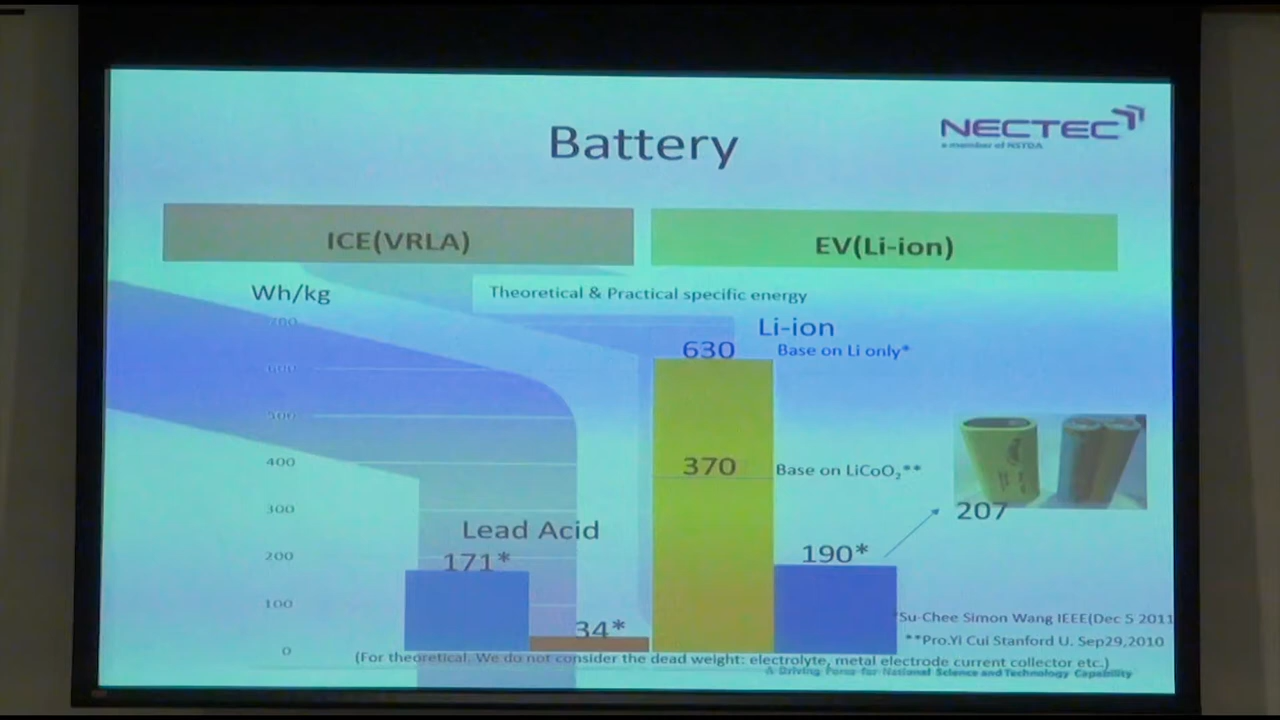 Battery
NECTEC
a member of NSTDA
ICE(VRLA)
EV(Li-ion)
Wh/kg
Theoretical & Practical specific energy
700
600
500
400
300
200
100
0
Lead Acid
171*
34*
Li-ion
630
Base on Li only*
370
Base on LiCoO₂**
190*
207
*Su-Chee Simon Wang IEEE(Dec 5 2011
**Pro.Yi Cui Stanford U. Sep29,2010
(For theoretical. We do not consider the dead weight: electrolyte, metal electrode current collector etc.)
A Driving Force for National Science and Technology Capability